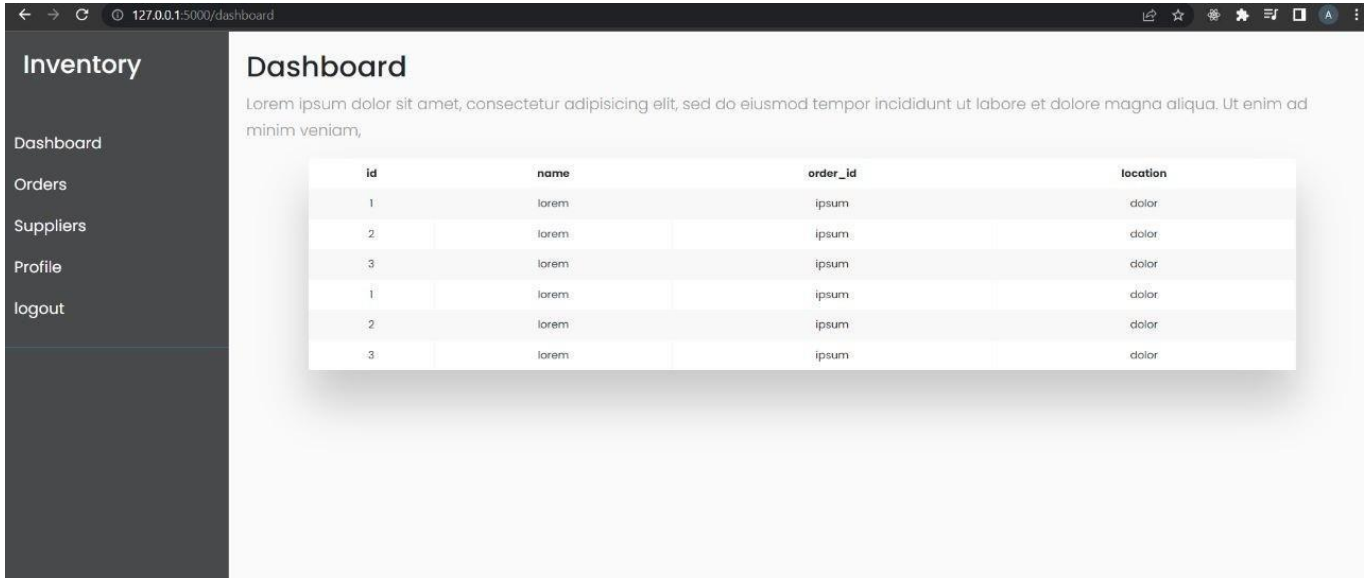 127.0.0.1:5000/dashboard
A
Inventory
Dashboard
Orders
Suppliers
Profile
logout
Dashboard
Lorem ipsum dolor sit amet, consectetur adipisicing elit, sed do eiusmod tempor incididunt ut labore et dolore magna aliqua. Ut enim ad
minim veniam,
id name order_id location
1 lorem ipsum dolor
2 lorem ipsum dolor
3 lorem ipsum dolor
1 lorem ipsum dolor
2 lorem ipsum dolor
3 lorem ipsum dolor